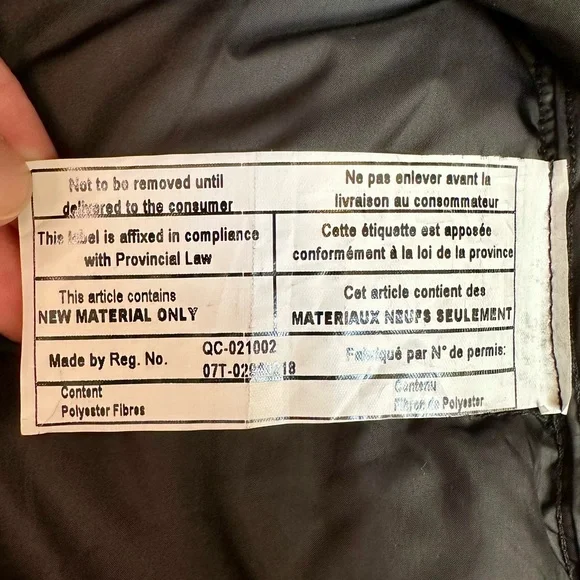 Not to be removed until
delivered to the consumer
Ne pas enlever avant la
livraison au consommateur
This label is affixed in compliance
with Provincial Law
Cette étiquette est apposée
conformément à la loi de la province
This article contains
NEW MATERIAL ONLY
Cet article contient des
MATERIAUX NEUFS SEULEMENT
Made by Reg. No.
QC-021002
Fabriqué par N° de permis:
Content
Polyester Fibres
Contenu
Fibres de Polyester